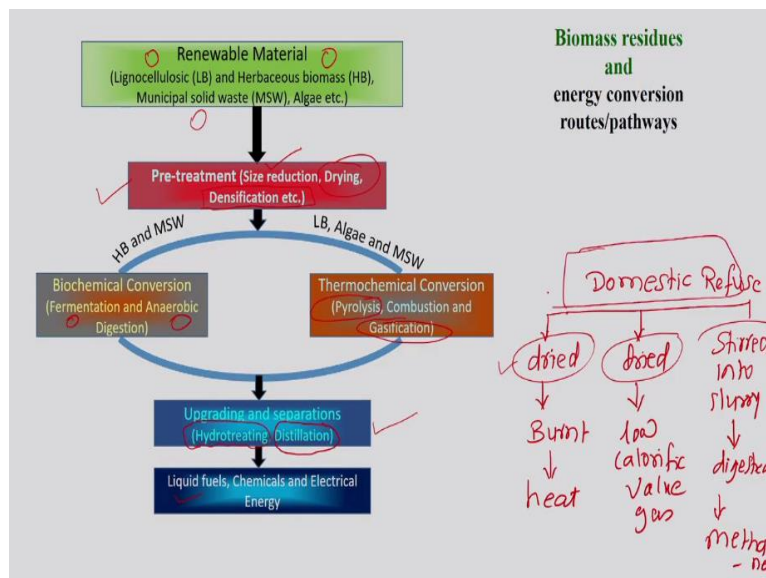 Renewable Material
(Lignocellulosic (LB) and Herbaceous biomass (HB),
Municipal solid waste (MSW), Algae etc.)
Biomass residues
and
energy conversion
routes/pathways
Pre-treatment (Size reduction, Drying,
Densification etc.)
HB and MSW
LB, Algae and MSW
Biochemical Conversion
(Fermentation and Anaerobic
Digestion)
Thermochemical Conversion
(Pyrolysis, Combustion and
Gasification)
Upgrading and separations
(Hydrotreating, Distillation)
Liquid fuels, Chemicals and Electrical
Energy
Domestic Refuse
dried
Burnt
heat
dried
low
calorific
value
gas
Stirred
into
slurry
digested
metha
- ne